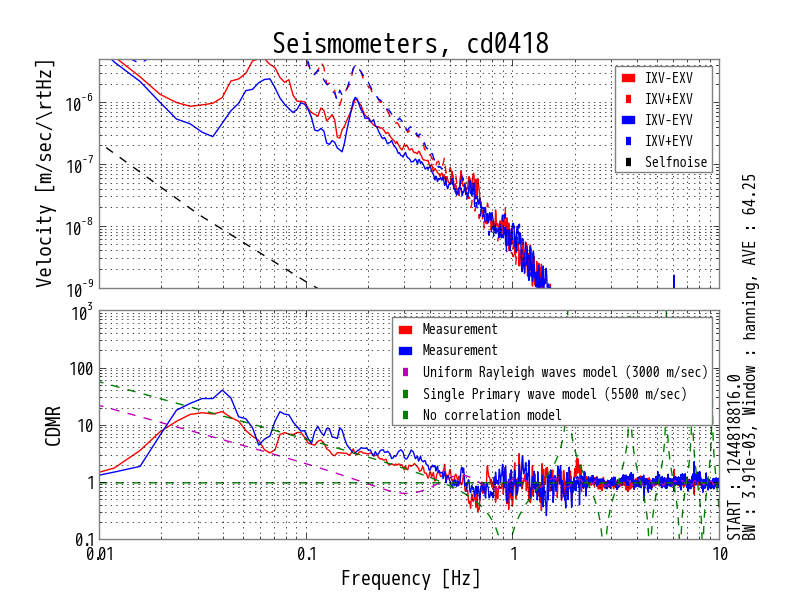 Seismometers, cd0418
Velocity [m/sec/\rtHz]
10^-6
10^-7
10^-8
10^-9
IXV-EXV
IXV+EXV
IXV-EYV
IXV+EYV
Selfnoise
CDMR
10^3
100
10
1
0.1
Measurement
Measurement
Uniform Rayleigh waves model (3000 m/sec)
Single Primary wave model (5500 m/sec)
No correlation model
0.01
0.1
1
10
Frequency [Hz]
START : 1244818816.0
BW : 3.91e-03, Window : hanning, AVE : 64.25